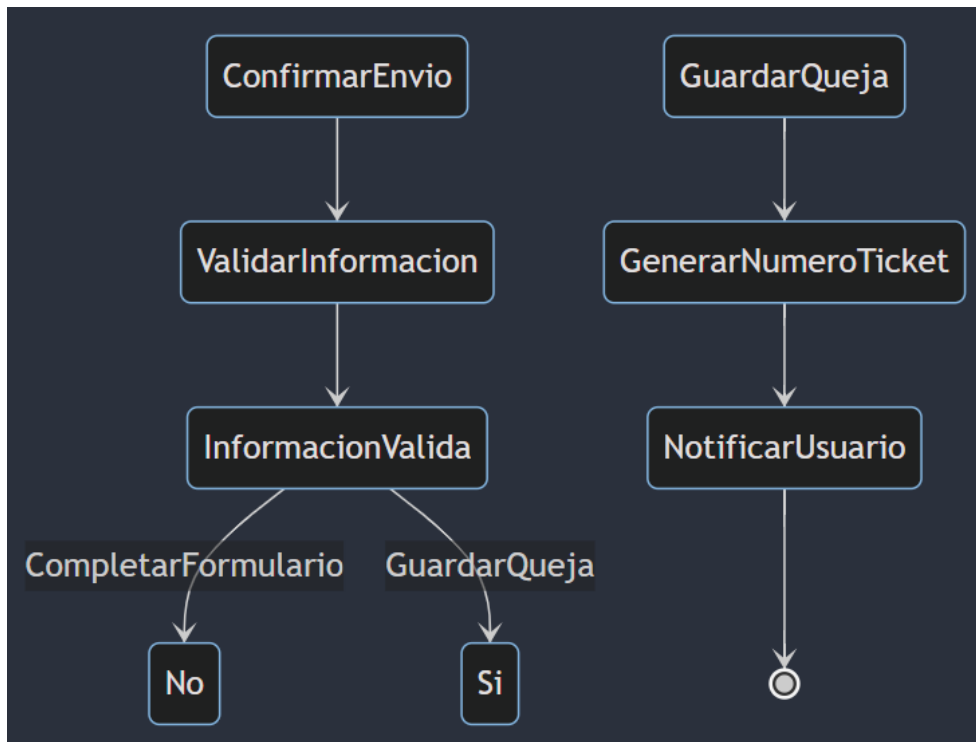 ConfirmarEnvio
GuardarQueja
ValidarInformacion
GenerarNumeroTicket
InformacionValida
NotificarUsuario
CompletarFormulario
GuardarQueja
No
Si